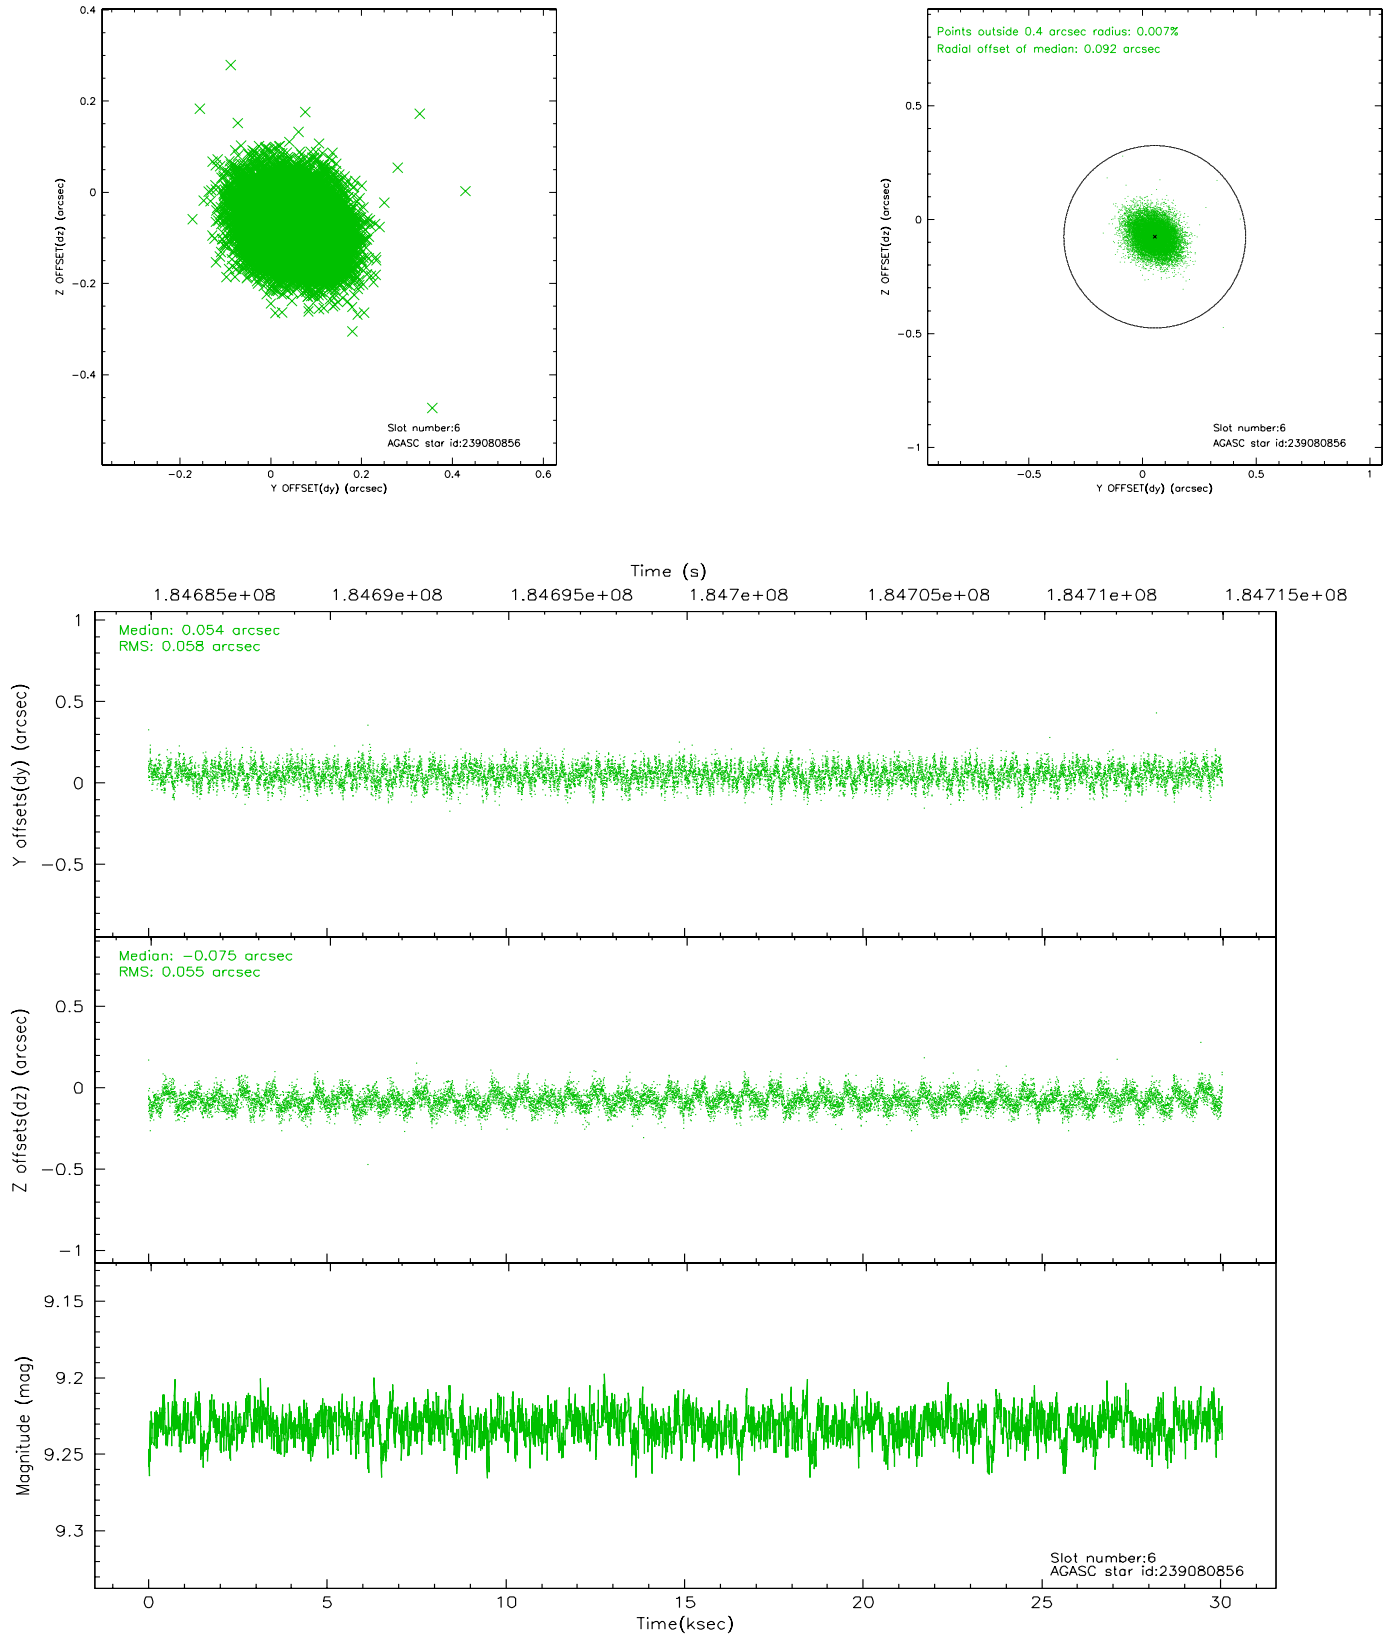 0.4
0.2
0
−0.2
−0.4
Z OFFSET(dz) (arcsec)
Slot number:6
AGASC star id:239080856
−0.2 0 0.2 0.4 0.6
Y OFFSET(dy) (arcsec)
Points outside 0.4 arcsec radius: 0.007%
Radial offset of median: 0.092 arcsec
0.5
0
−0.5
−1
Z OFFSET(dz) (arcsec)
Slot number:6
AGASC star id:239080856
−0.5 0 0.5 1
Y OFFSET(dy) (arcsec)
Time (s)
1.84685e+08 1.8469e+08 1.84695e+08 1.847e+08 1.84705e+08 1.8471e+08 1.84715e+08
Median: 0.054 arcsec
RMS: 0.058 arcsec
1
0.5
0
−0.5
Y offsets(dy) (arcsec)
Median: −0.075 arcsec
RMS: 0.055 arcsec
0.5
0
−0.5
−1
Z offsets(dz) (arcsec)
9.15
9.2
9.25
9.3
Magnitude (mag)
Slot number:6
AGASC star id:239080856
0 5 10 15 20 25 30
Time(ksec)